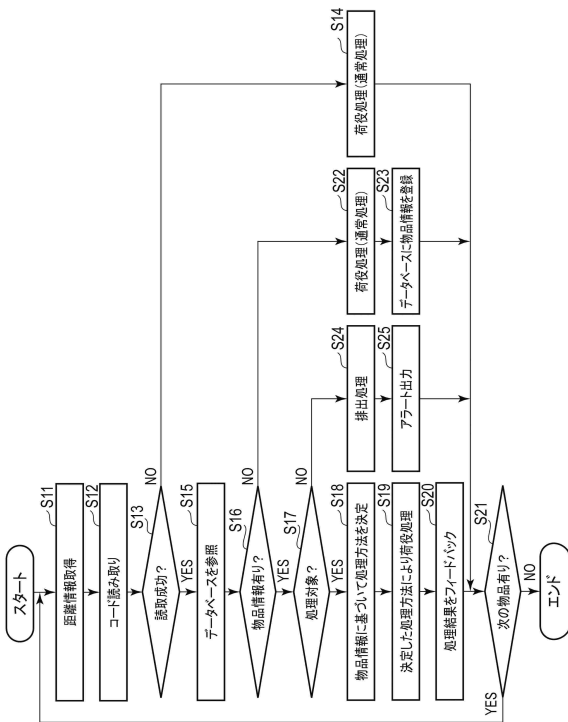 スタート
S11
距離情報取得
S12
コード読み取り
S13
読取成功?
NO
YES
S14
荷役処理(通常処理)
S15
データベースを参照
S16
物品情報有り?
NO
YES
S22
荷役処理(通常処理)
S23
データベースに物品情報を登録
S17
処理対象?
NO
YES
S24
排出処理
S25
アラート出力
S18
物品情報に基づいて処理方法を決定
S19
決定した処理方法により荷役処理
S20
処理結果をフィードバック
S21
次の物品有り?
YES
NO
エンド